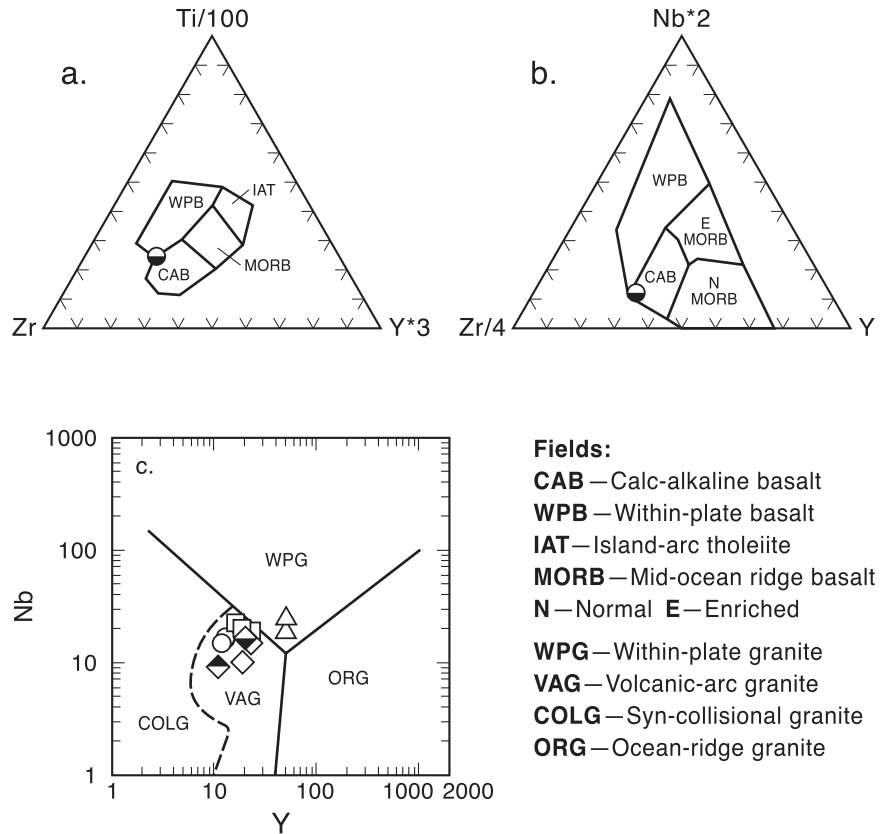 Ti/100
a.
WPB
IAT
CAB
MORB
Zr
Y*3
Nb*2
b.
WPB
E
MORB
CAB
N
MORB
Zr/4
Y
1000
100
10
1
Nb
c.
WPG
VAG
ORG
COLG
1
10
100
1000
2000
Y
Fields:
CAB—Calc-alkaline basalt
WPB—Within-plate basalt
IAT—Island-arc tholeiite
MORB—Mid-ocean ridge basalt
N—Normal E—Enriched
WPG—Within-plate granite
VAG—Volcanic-arc granite
COLG—Syn-collisional granite
ORG—Ocean-ridge granite